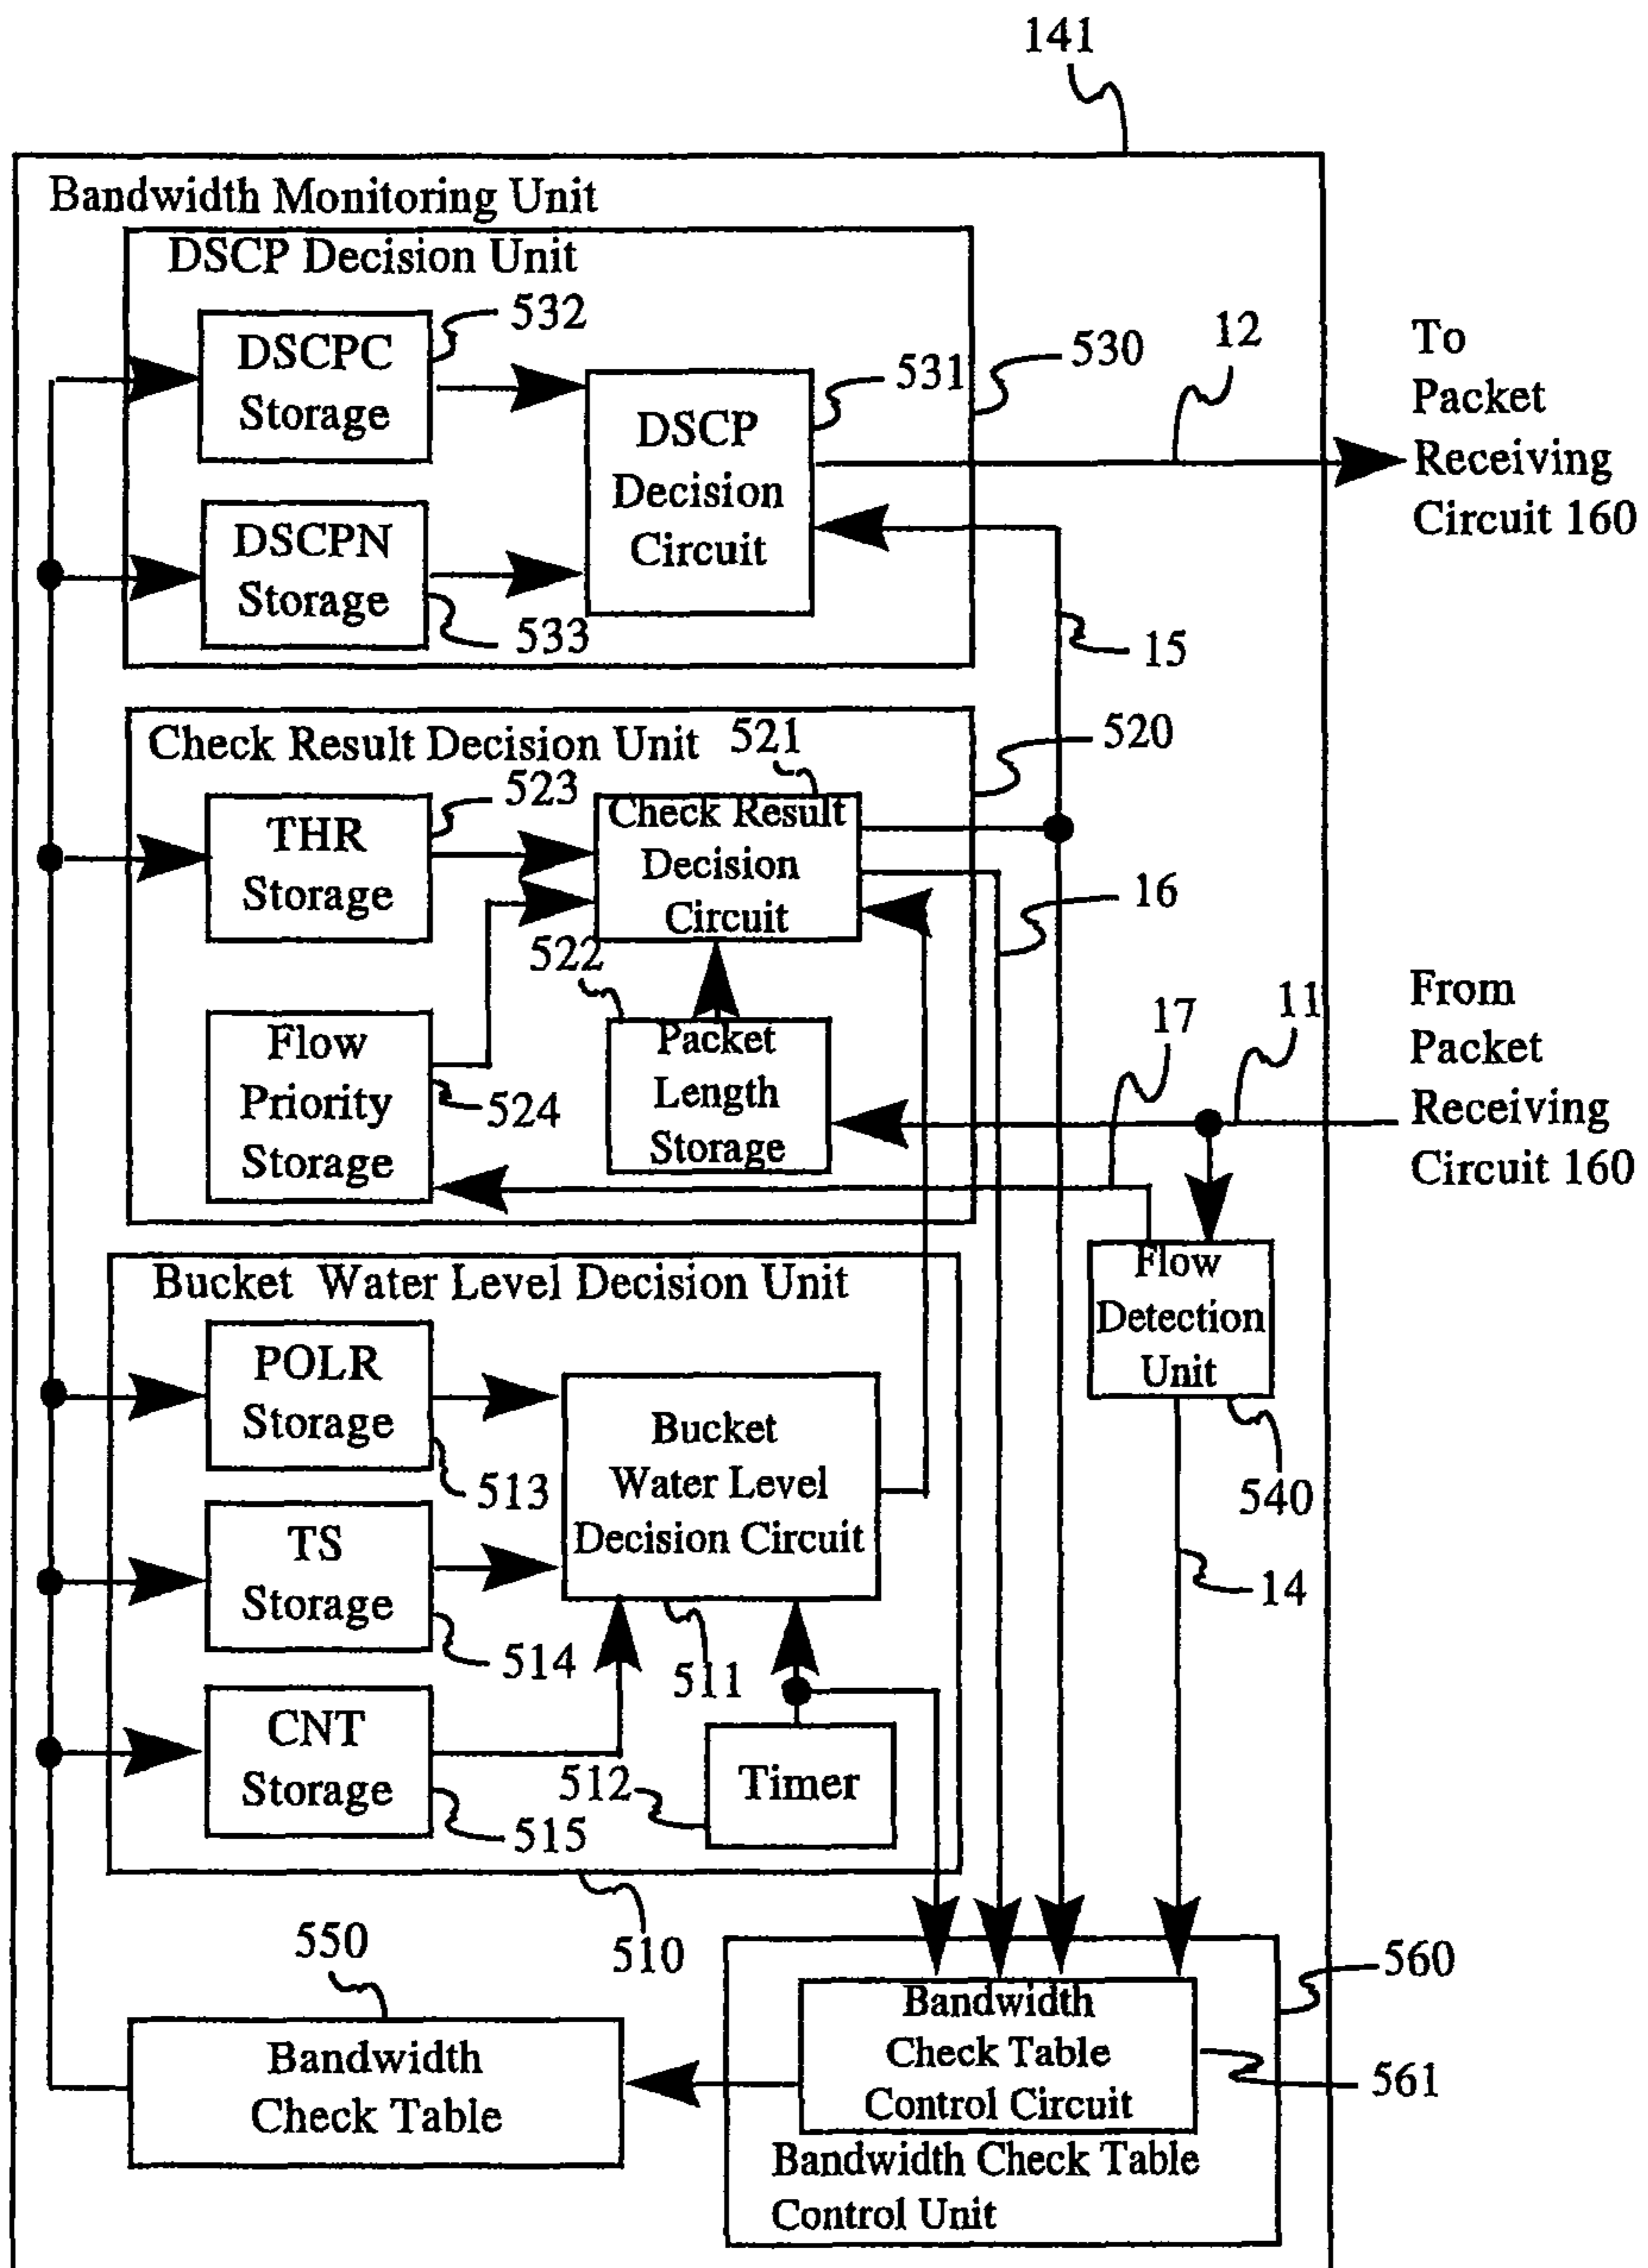 141
Bandwidth Monitoring Unit
DSCP Decision Unit
532
DSCPC
Storage
531
530
12
To
Packet
Receiving
Circuit 160
DSCP
Decision
Circuit
DSCPN
Storage
533
15
Check Result Decision Unit
521
520
523
THR
Storage
Check Result
Decision
Circuit
16
522
Flow
Priority
Storage
524
Packet
Length
Storage
17
11
From
Packet
Receiving
Circuit 160
Flow
Detection
Unit
540
14
Bucket Water Level Decision Unit
POLR
Storage
513
Bucket
Water Level
Decision Circuit
TS
Storage
514
511
CNT
Storage
515
512
Timer
510
550
Bandwidth
Check Table
560
Bandwidth
Check Table
Control Circuit
561
Bandwidth Check Table
Control Unit